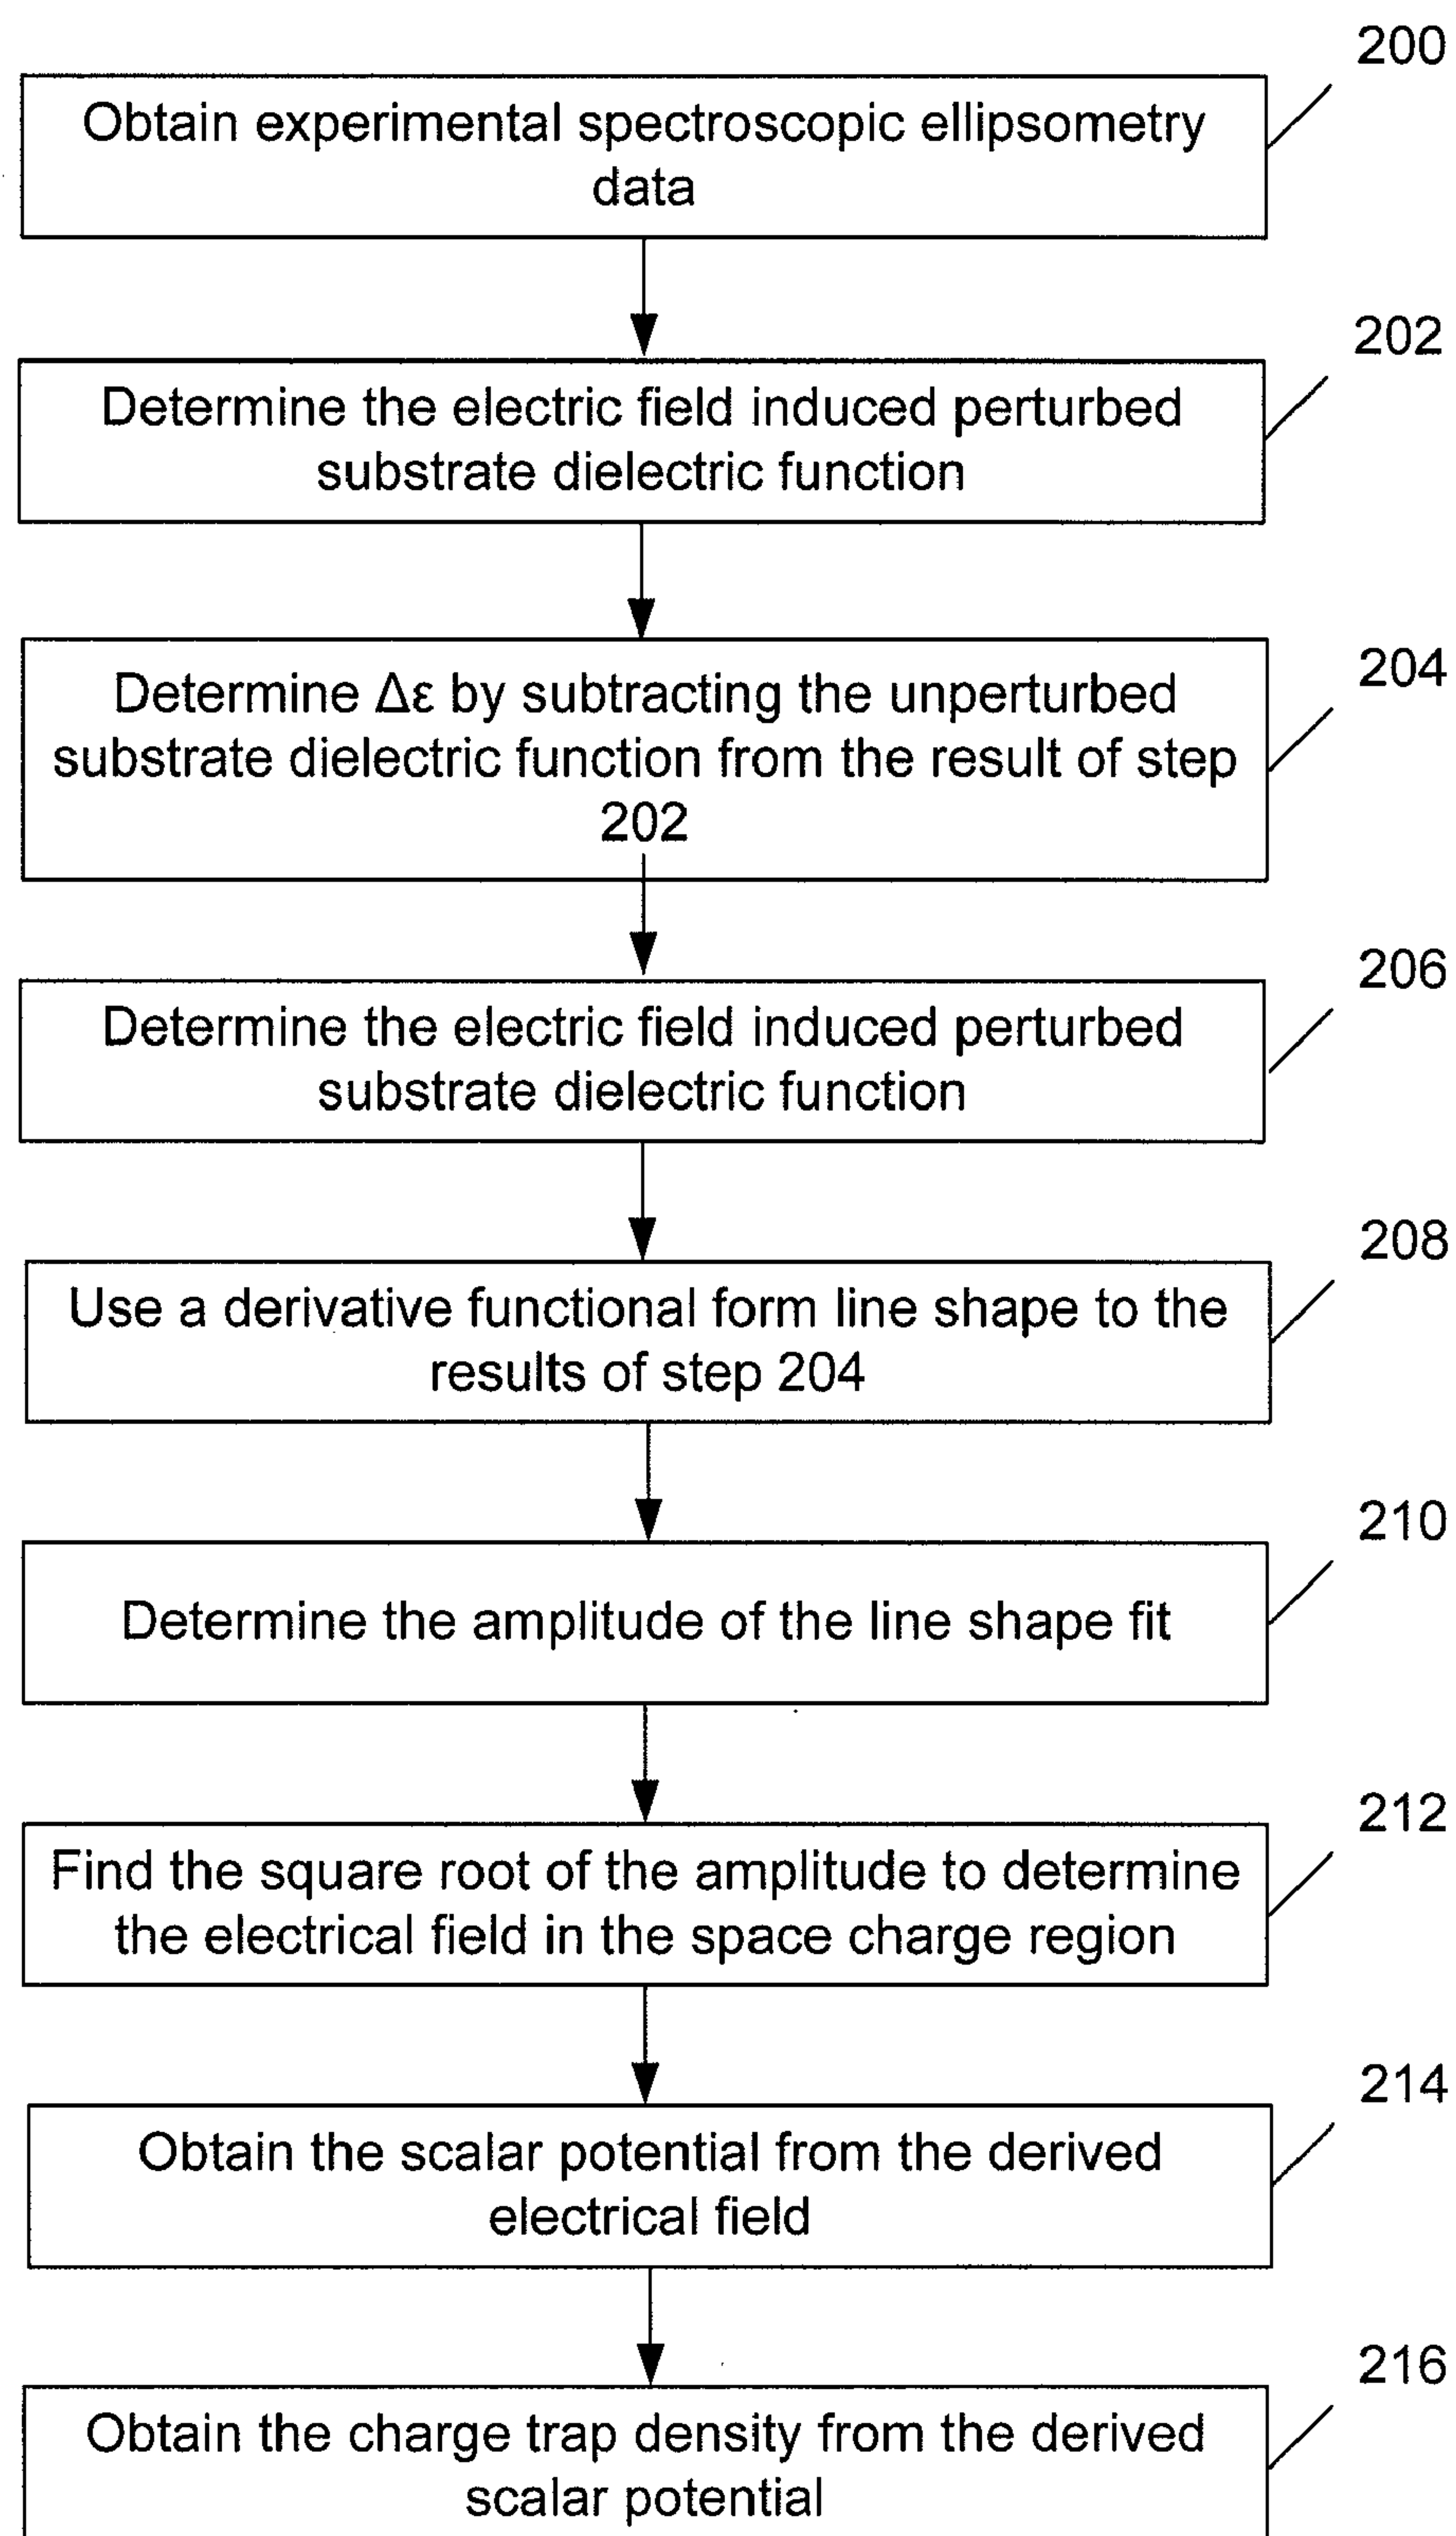 200
Obtain experimental spectroscopic ellipsometry
data
202
Determine the electric field induced perturbed
substrate dielectric function
204
Determine Δε by subtracting the unperturbed
substrate dielectric function from the result of step
202
206
Determine the electric field induced perturbed
substrate dielectric function
208
Use a derivative functional form line shape to the
results of step 204
210
Determine the amplitude of the line shape fit
212
Find the square root of the amplitude to determine
the electrical field in the space charge region
214
Obtain the scalar potential from the derived
electrical field
216
Obtain the charge trap density from the derived
scalar potential